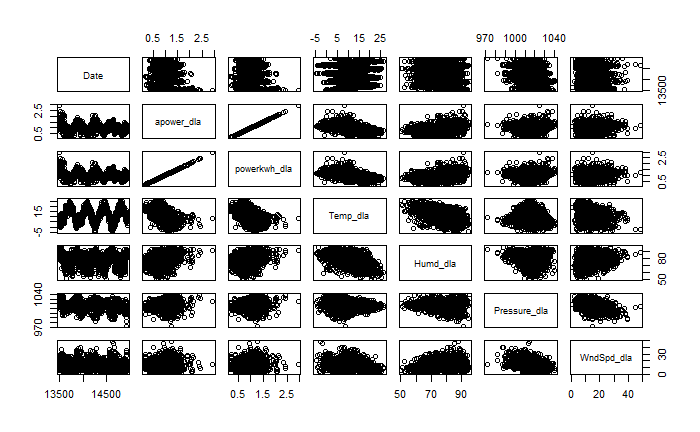 0.5 1.5 2.5
-5 5 15 25
970 1000 1040
Date
13500
0.5 2.5
apower_dla
powerkwh_dla
0.5 1.5 2.5
-5 15
Temp_dla
Humd_dla
50 80
970 1040
Pressure_dla
WndSpd_dla
0 30
13500 14500
0.5 1.5 2.5
50 70 90
0 20 40